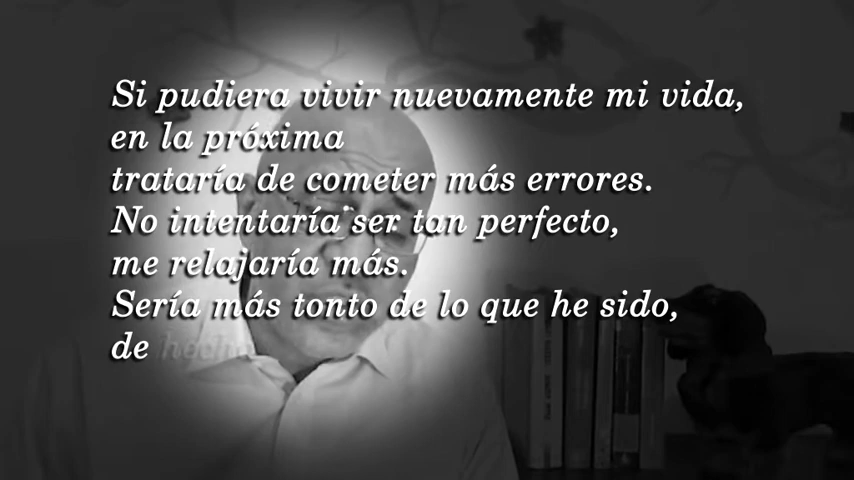 Si pudiera vivir nuevamente mi vida,
en la próxima
trataría de cometer más errores.
No intentaría ser tan perfecto,
me relajaría más.
Sería más tonto de lo que he sido,
de hecho